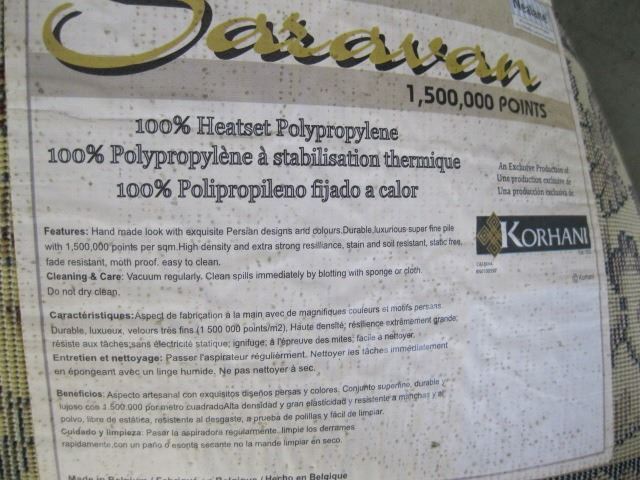 Saravan
1,500,000 POINTS
100% Heatset Polypropylene
100% Polypropylène à stabilisation thermique
100% Polipropileno fijado a calor
An Exclusive Production of
Une production exclusive de
Una producción exclusiva de
KORHANI
© Korhani
Features: Hand made look with exquisite Persian designs and colours.Durable,luxurious super fine pile
with 1,500,000 points per sqm.High density and extra strong resilliance, stain and soil resistant, static free,
fade resistant, moth proof. easy to clean.
Cleaning & Care: Vacuum regularly. Clean spills immediately by blotting with sponge or cloth.
Do not dry clean.
Caractéristiques: Aspect de fabrication à la main avec de magnifiques couleurs et motifs persans.
Durable, luxueux, velours très fins (1 500 000 points/m2), Haute densité; résilience extrêmement grande;
résiste aux tâches;sans électricité statique; ignifuge; à l'épreuve des mites; facile à nettoyer.
Entretien et nettoyage: Passer l'aspirateur régulièrment. Nettoyer les tâches immédiatement
en épongeant avec un linge humide. Ne pas nettoyer à sec.
Beneficios: Aspecto artesanal con exquisitos diseños persas y colores. Conjunto superfino, durable y
lujoso con 1.500.000 por metro cuadradoAlta densidad y gran elasticidad y resistente a manchas y al
polvo, libre de estática, resistente al desgaste, a prueba de polillas y fácil de limpiar.
Cuidado y limpieza: Pasar la aspiradora regularmente. limpie los derrames
rapidamente,con un paño o esponja secante no la mande limpiar en seco.
Made in Belgium / Fabriqué en Belgique / Hecho en Belgique